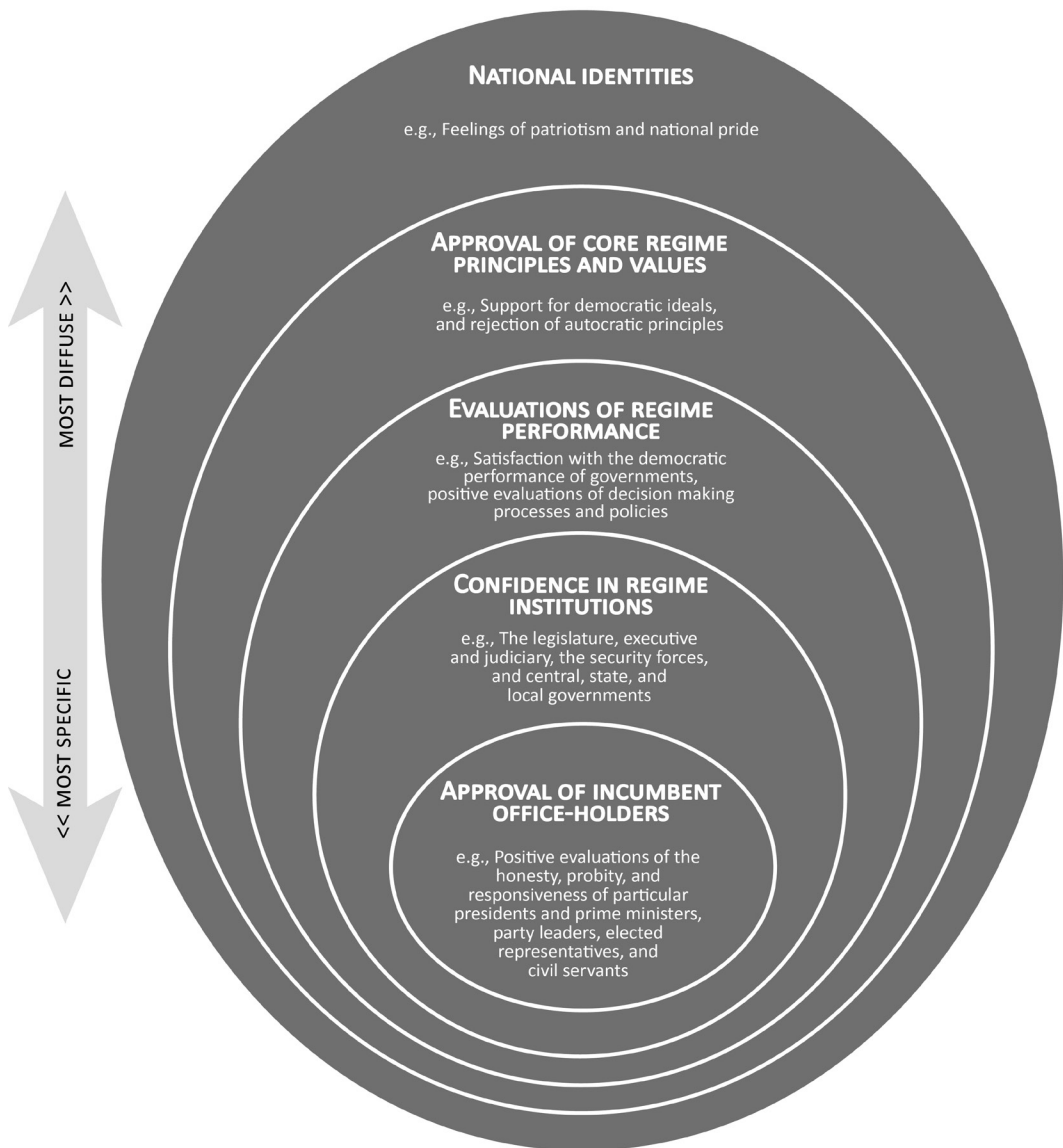 NATIONAL IDENTITIES
e.g., Feelings of patriotism and national pride
APPROVAL OF CORE REGIME
PRINCIPLES AND VALUES
e.g., Support for democratic ideals,
and rejection of autocratic principles
EVALUATIONS OF REGIME
PERFORMANCE
e.g., Satisfaction with the democratic
performance of governments,
positive evaluations of decision making
processes and policies
CONFIDENCE IN REGIME
INSTITUTIONS
e.g., The legislature, executive
and judiciary, the security forces,
and central, state, and
local governments
APPROVAL OF INCUMBENT
OFFICE-HOLDERS
e.g., Positive evaluations of the
honesty, probity, and
responsiveness of particular
presidents and prime ministers,
party leaders, elected
representatives, and
civil servants
<< MOST SPECIFIC
MOST DIFFUSE >>